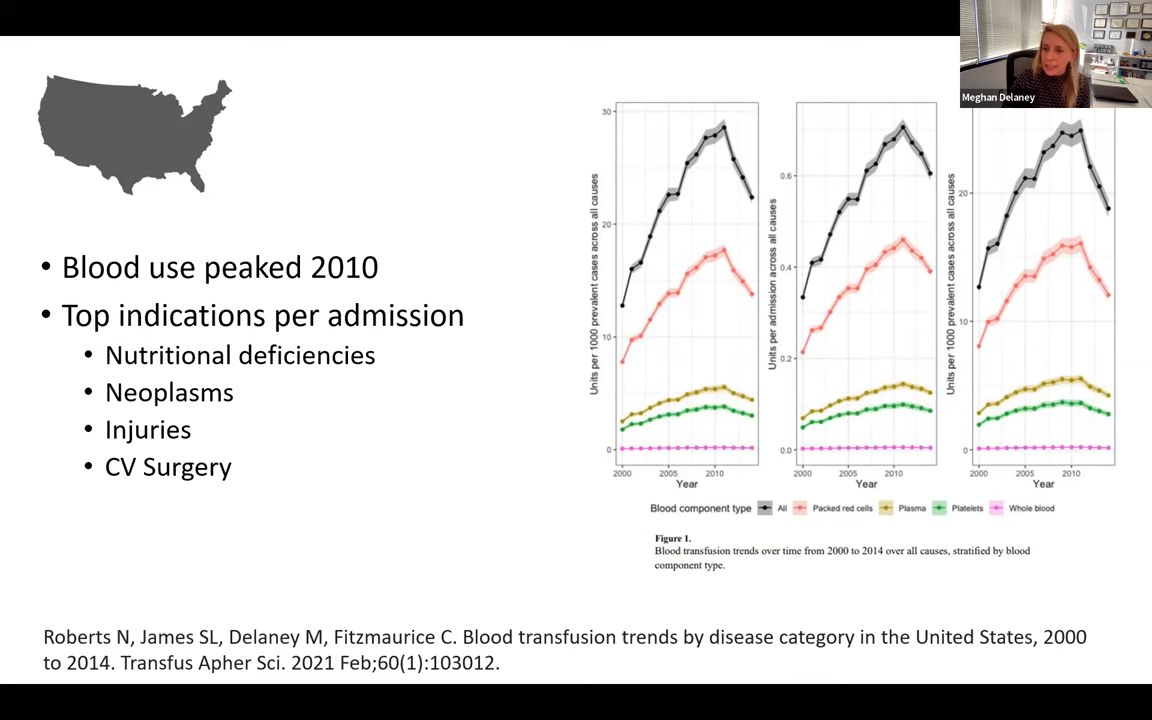 Meghan Delaney
• Blood use peaked 2010
• Top indications per admission
• Nutritional deficiencies
• Neoplasms
• Injuries
• CV Surgery
Units per 1000 prevalent cases across all causes
30
20
10
0
2000
2005
2010
Year
Units per admission across all causes
0.6
0.4
0.2
0.0
2000
2005
2010
Year
Units per 1000 prevalent cases across all causes
20
10
0
2000
2005
2010
Year
Blood component type All Packed red cells Plasma Platelets Whole blood
Figure 1.
Blood transfusion trends over time from 2000 to 2014 over all causes, stratified by blood
component type.
Roberts N, James SL, Delaney M, Fitzmaurice C. Blood transfusion trends by disease category in the United States, 2000
to 2014. Transfus Apher Sci. 2021 Feb;60(1):103012.